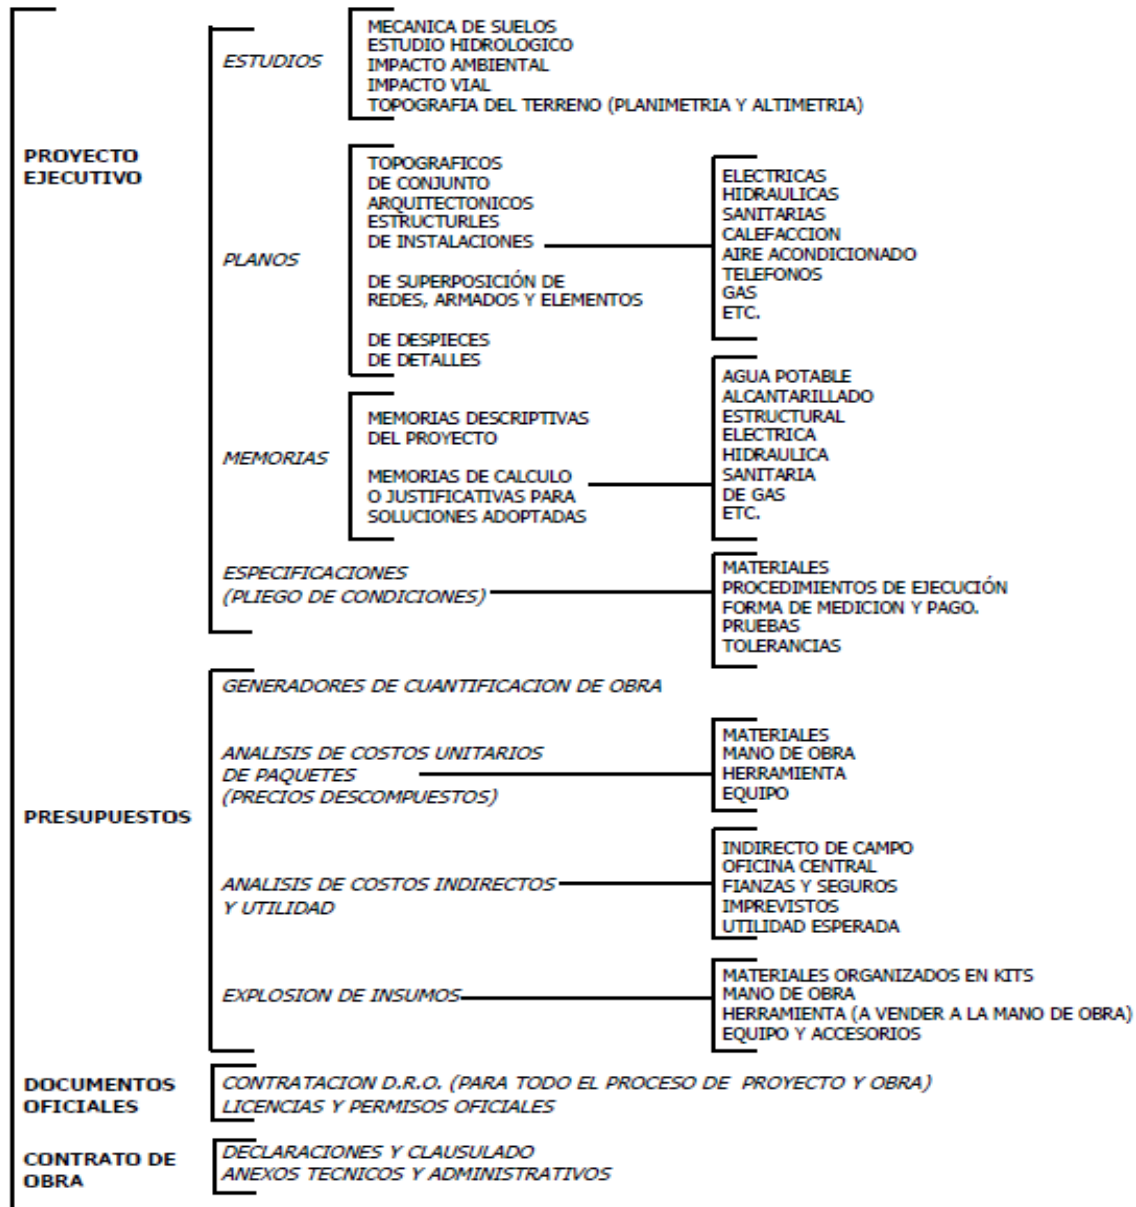 MECANICA DE SUELOS
ESTUDIO HIDROLOGICO
ESTUDIOS
IMPACTO AMBIENTAL
IMPACTO VIAL
TOPOGRAFIA DEL TERRENO (PLANIMETRIA Y ALTIMETRIA)
PROYECTO
EJECUTIVO
PLANOS
TOPOGRAFICOS
DE CONJUNTO
ARQUITECTONICOS
ESTRUCTURLES
DE INSTALACIONES
DE SUPERPOSICIÓN DE
REDES, ARMADOS Y ELEMENTOS
DE DESPIECES
DE DETALLES
ELECTRICAS
HIDRAULICAS
SANITARIAS
CALEFACCION
AIRE ACONDICIONADO
TELEFONOS
GAS
ETC.
MEMORIAS
MEMORIAS DESCRIPTIVAS
DEL PROYECTO
MEMORIAS DE CALCULO
O JUSTIFICATIVAS PARA
SOLUCIONES ADOPTADAS
AGUA POTABLE
ALCANTARILLADO
ESTRUCTURAL
ELECTRICA
HIDRAULICA
SANITARIA
DE GAS
ETC.
ESPECIFICACIONES
(PLIEGO DE CONDICIONES)
MATERIALES
PROCEDIMIENTOS DE EJECUCIÓN
FORMA DE MEDICION Y PAGO.
PRUEBAS
TOLERANCIAS
PRESUPUESTOS
GENERADORES DE CUANTIFICACION DE OBRA
ANALISIS DE COSTOS UNITARIOS
DE PAQUETES
(PRECIOS DESCOMPUESTOS)
MATERIALES
MANO DE OBRA
HERRAMIENTA
EQUIPO
ANALISIS DE COSTOS INDIRECTOS
Y UTILIDAD
INDIRECTO DE CAMPO
OFICINA CENTRAL
FIANZAS Y SEGUROS
IMPREVISTOS
UTILIDAD ESPERADA
EXPLOSION DE INSUMOS
MATERIALES ORGANIZADOS EN KITS
MANO DE OBRA
HERRAMIENTA (A VENDER A LA MANO DE OBRA)
EQUIPO Y ACCESORIOS
DOCUMENTOS
OFICIALES
CONTRATACION D.R.O. (PARA TODO EL PROCESO DE PROYECTO Y OBRA)
LICENCIAS Y PERMISOS OFICIALES
CONTRATO DE
OBRA
DECLARACIONES Y CLAUSULADO
ANEXOS TECNICOS Y ADMINISTRATIVOS